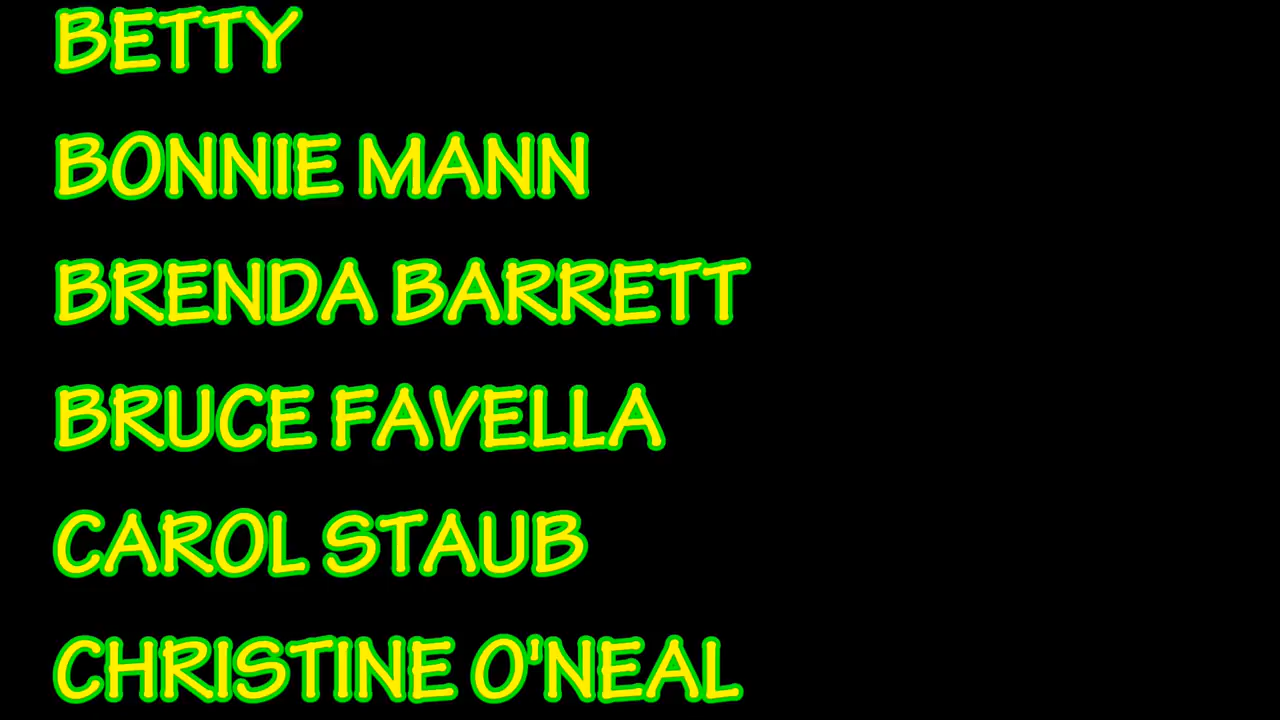 BETTY
BONNIE MANN
BRENDA BARRETT
BRUCE FAVELLA
CAROL STAUB
CHRISTINE O'NEAL